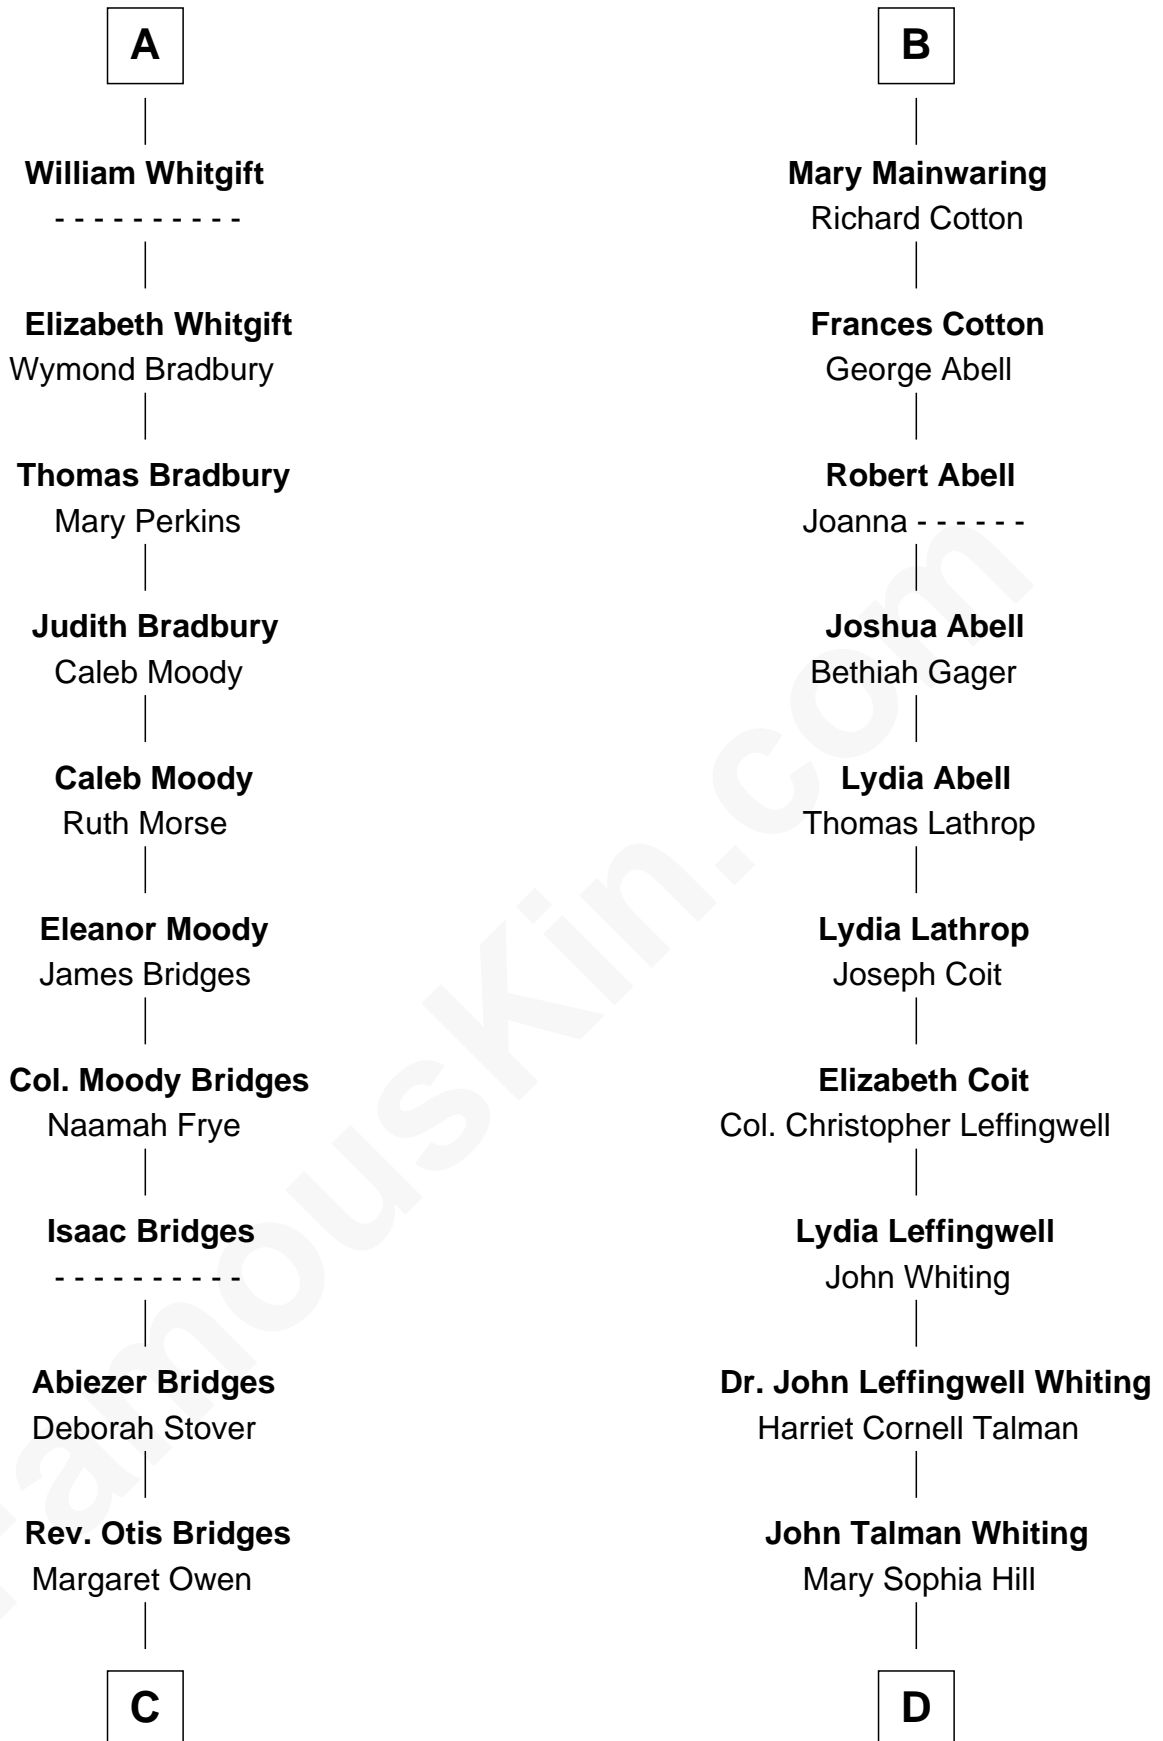 A
William Whitgift
- - - - - - - - - -
Elizabeth Whitgift
Wymond Bradbury
Thomas Bradbury
Mary Perkins
Judith Bradbury
Caleb Moody
Caleb Moody
Ruth Morse
Eleanor Moody
James Bridges
Col. Moody Bridges
Naamah Frye
Isaac Bridges
- - - - - - - - - -
Abiezer Bridges
Deborah Stover
Rev. Otis Bridges
Margaret Owen
C
B
Mary Mainwaring
Richard Cotton
Frances Cotton
George Abell
Robert Abell
Joanna - - - - - -
Joshua Abell
Bethiah Gager
Lydia Abell
Thomas Lathrop
Lydia Lathrop
Joseph Coit
Elizabeth Coit
Col. Christopher Leffingwell
Lydia Leffingwell
John Whiting
Dr. John Leffingwell Whiting
Harriet Cornell Talman
John Talman Whiting
Mary Sophia Hill
D
FamousKin.com